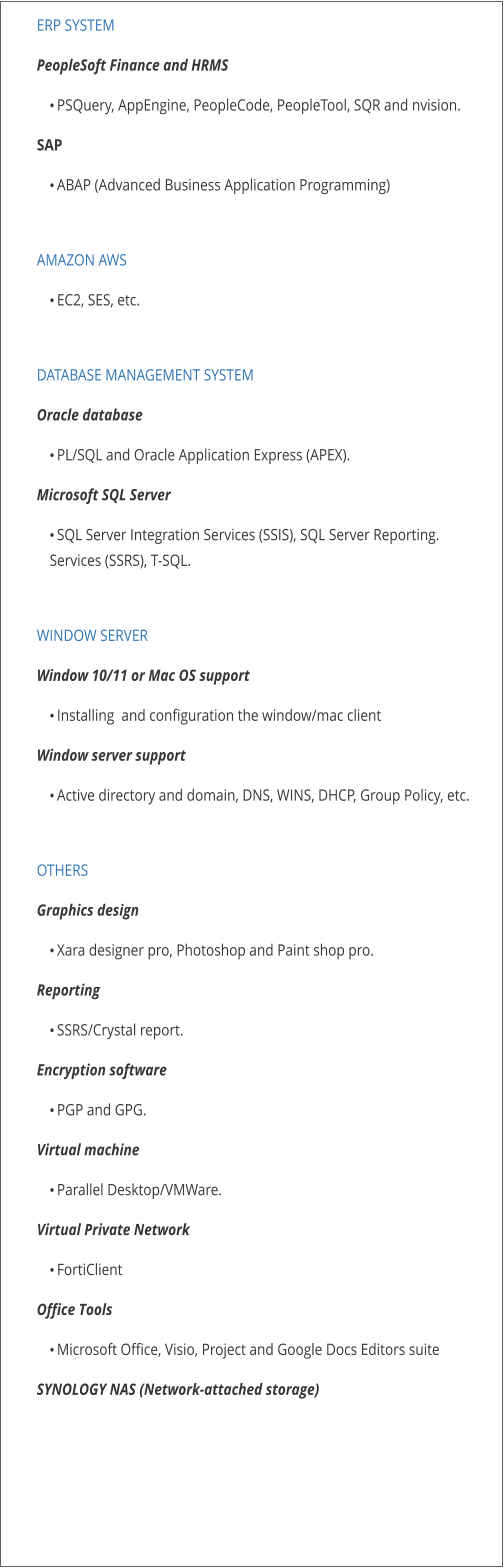 ERP SYSTEM
PeopleSoft Finance and HRMS
• PSQuery, AppEngine, PeopleCode, PeopleTool, SQR and nvision.
SAP
• ABAP (Advanced Business Application Programming)
AMAZON AWS
• EC2, SES, etc.
DATABASE MANAGEMENT SYSTEM
Oracle database
• PL/SQL and Oracle Application Express (APEX).
Microsoft SQL Server
• SQL Server Integration Services (SSIS), SQL Server Reporting.
Services (SSRS), T-SQL.
WINDOW SERVER
Window 10/11 or Mac OS support
• Installing  and configuration the window/mac client
Window server support
• Active directory and domain, DNS, WINS, DHCP, Group Policy, etc.
OTHERS
Graphics design
• Xara designer pro, Photoshop and Paint shop pro.
Reporting
• SSRS/Crystal report.
Encryption software
• PGP and GPG.
Virtual machine
• Parallel Desktop/VMWare.
Virtual Private Network
• FortiClient
Office Tools
• Microsoft Office, Visio, Project and Google Docs Editors suite
SYNOLOGY NAS (Network-attached storage)